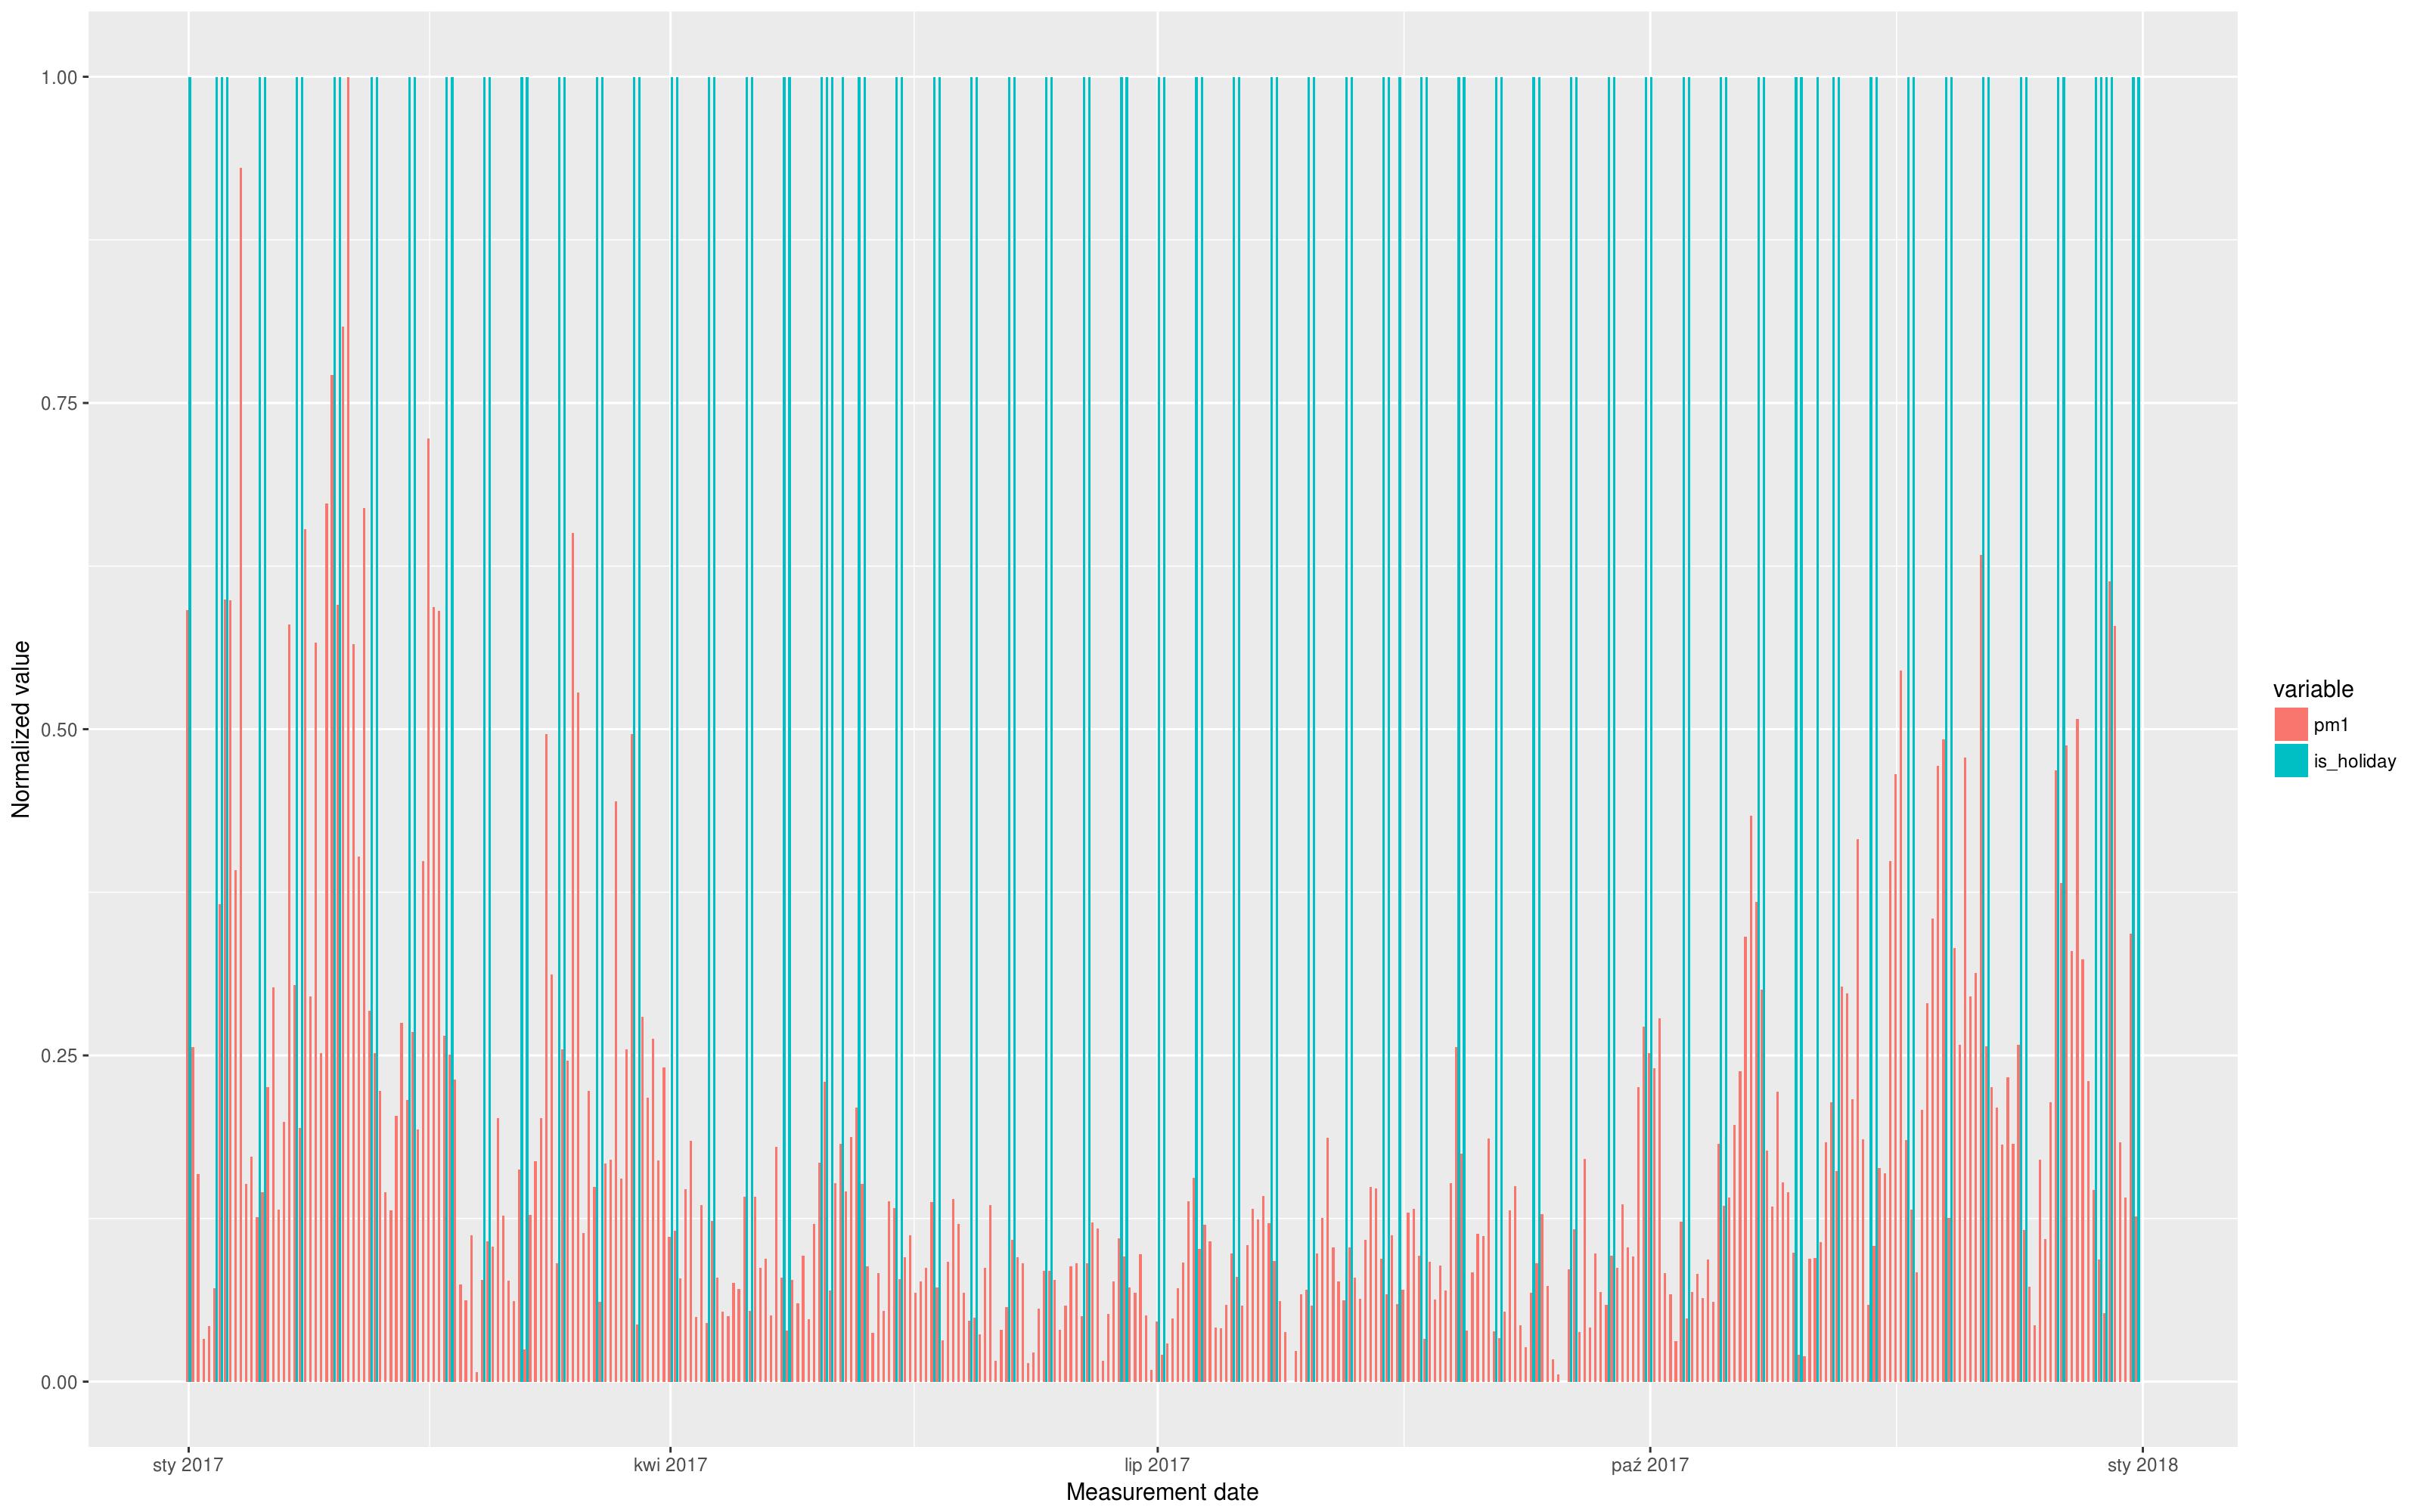 1.00
0.75
0.50
0.25
0.00
Normalized value
sty 2017
kwi 2017
lip 2017
paź 2017
sty 2018
Measurement date
variable
pm1
is_holiday